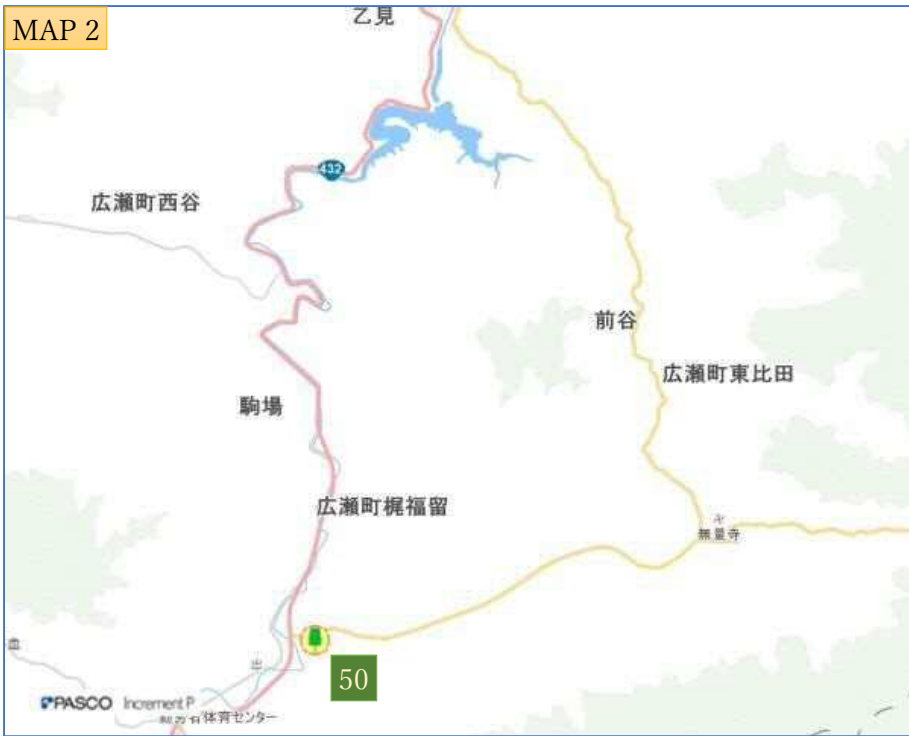 MAP 2
乙見
432
広瀬町西谷
前谷
広瀬町東比田
駒場
広瀬町梶福留
無量寺
50
PASCO Increment P
体育センター